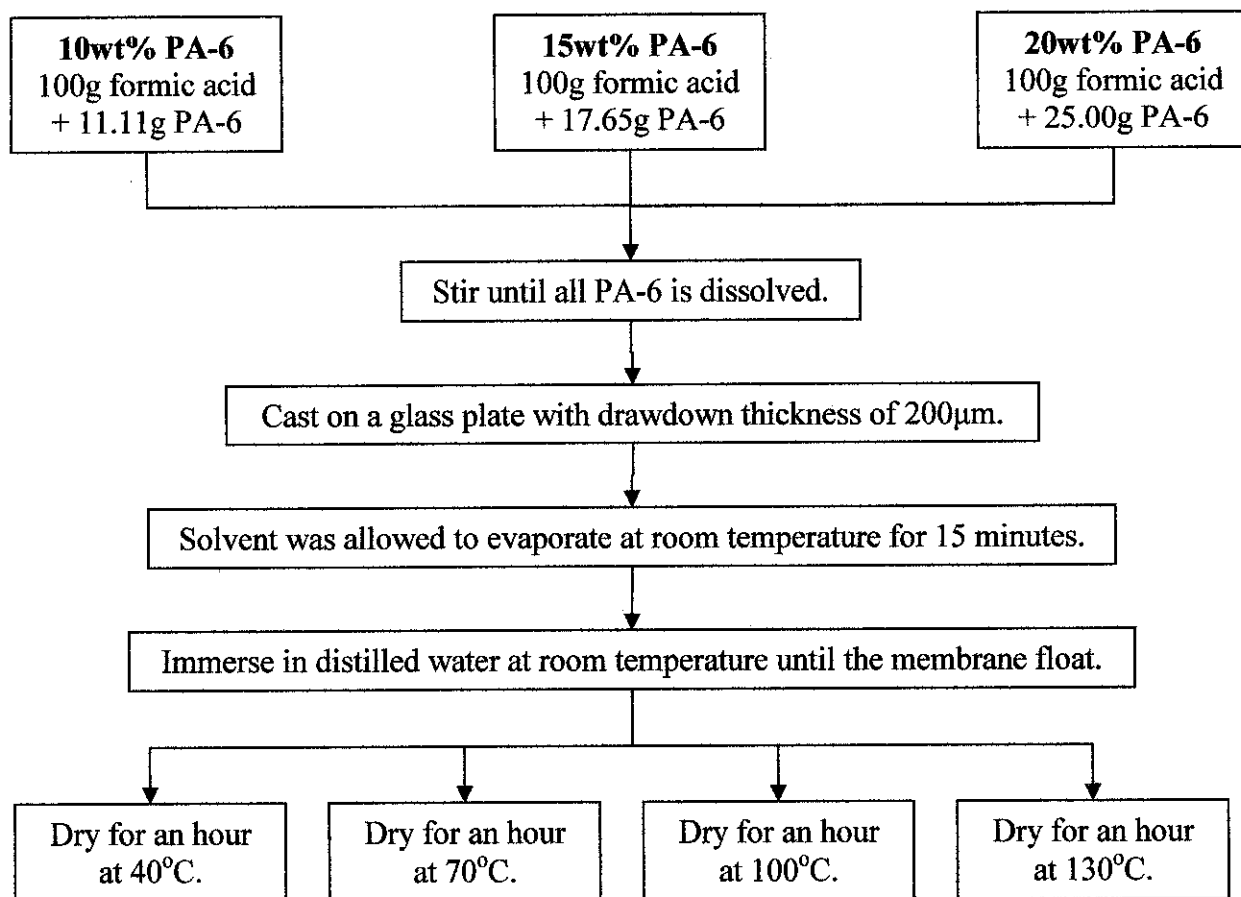 10wt% PA-6
100g formic acid
+ 11.11g PA-6
15wt% PA-6
100g formic acid
+ 17.65g PA-6
20wt% PA-6
100g formic acid
+ 25.00g PA-6
Stir until all PA-6 is dissolved.
Cast on a glass plate with drawdown thickness of 200μm.
Solvent was allowed to evaporate at room temperature for 15 minutes.
Immerse in distilled water at room temperature until the membrane float.
Dry for an hour
at 40°C.
Dry for an hour
at 70°C.
Dry for an hour
at 100°C.
Dry for an hour
at 130°C.